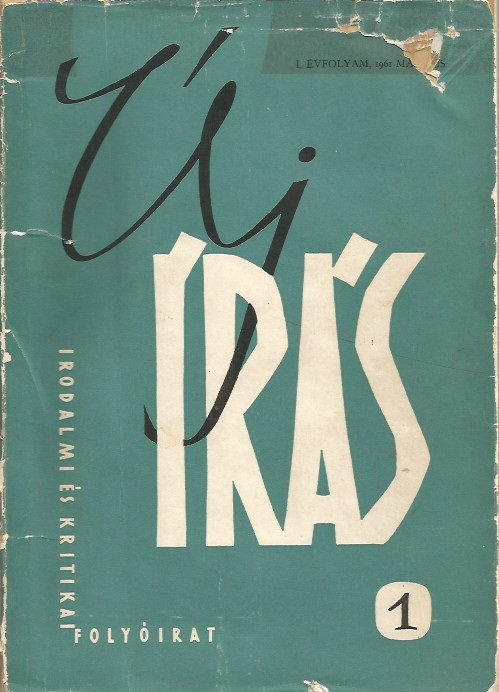 I. ÉVFOLYAM, 1961
Új
ÍRÁS
IRODALMI ÉS KRITIKAI
FOLYÓIRAT
1